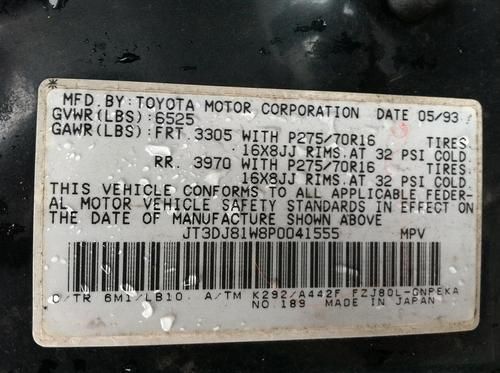 MFD.BY:TOYOTA MOTOR CORPORATION DATE 05/93
GVWR(LBS):6525
GAWR(LBS):FRT.3305 WITH P275/70R16 TIRES
16X8JJ RIMS.AT 32 PSI COLD.
RR. 3970 WITH P275/70R16 TIRES
16X8JJ RIMS.AT 32 PSI COLD.
THIS VEHICLE CONFORMS TO ALL APPLICABLE FEDER-
AL MOTOR VEHICLE SAFETY STANDARDS IN EFFECT ON
THE DATE OF MANUFACTURE SHOWN ABOVE
JT3DJ81W8P0041555 MPV
C/TR 6M1/LB10. A/TM K292/A442F FZJ80L-GNPEKA
NO.189 MADE IN JAPAN